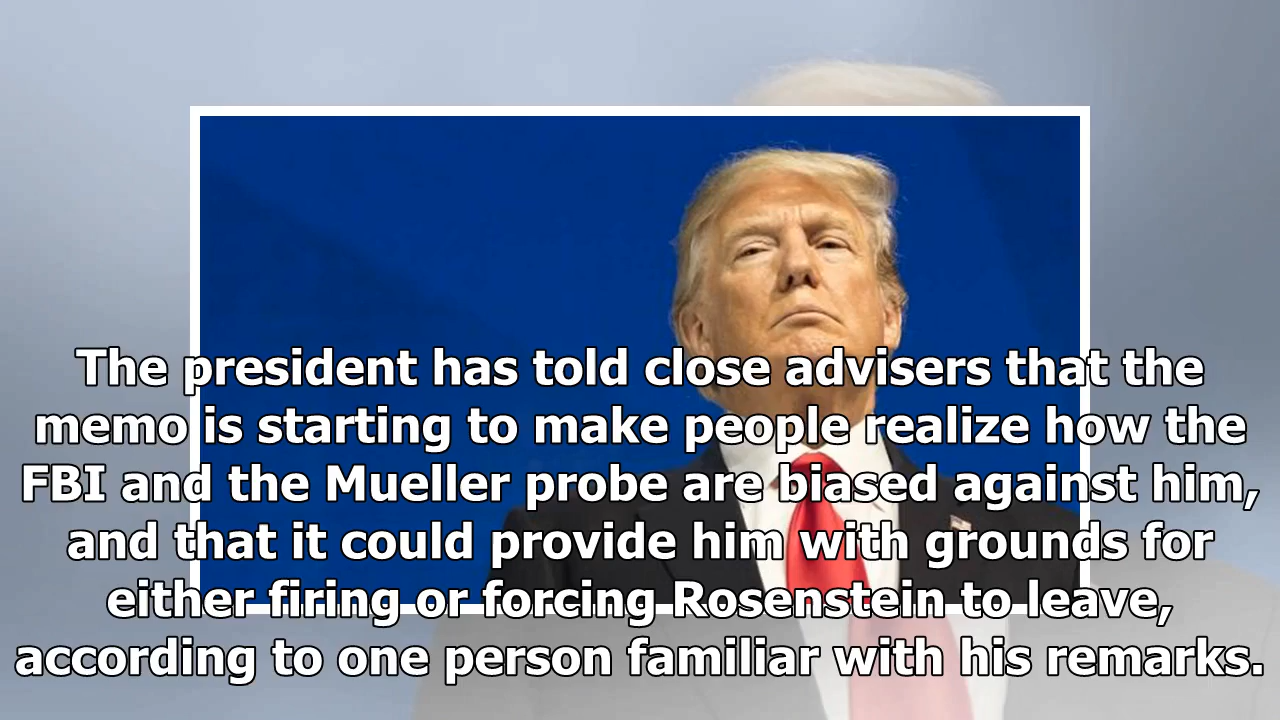 The president has told close advisers that the
memo is starting to make people realize how the
FBI and the Mueller probe are biased against him,
and that it could provide him with grounds for
either firing or forcing Rosenstein to leave,
according to one person familiar with his remarks.